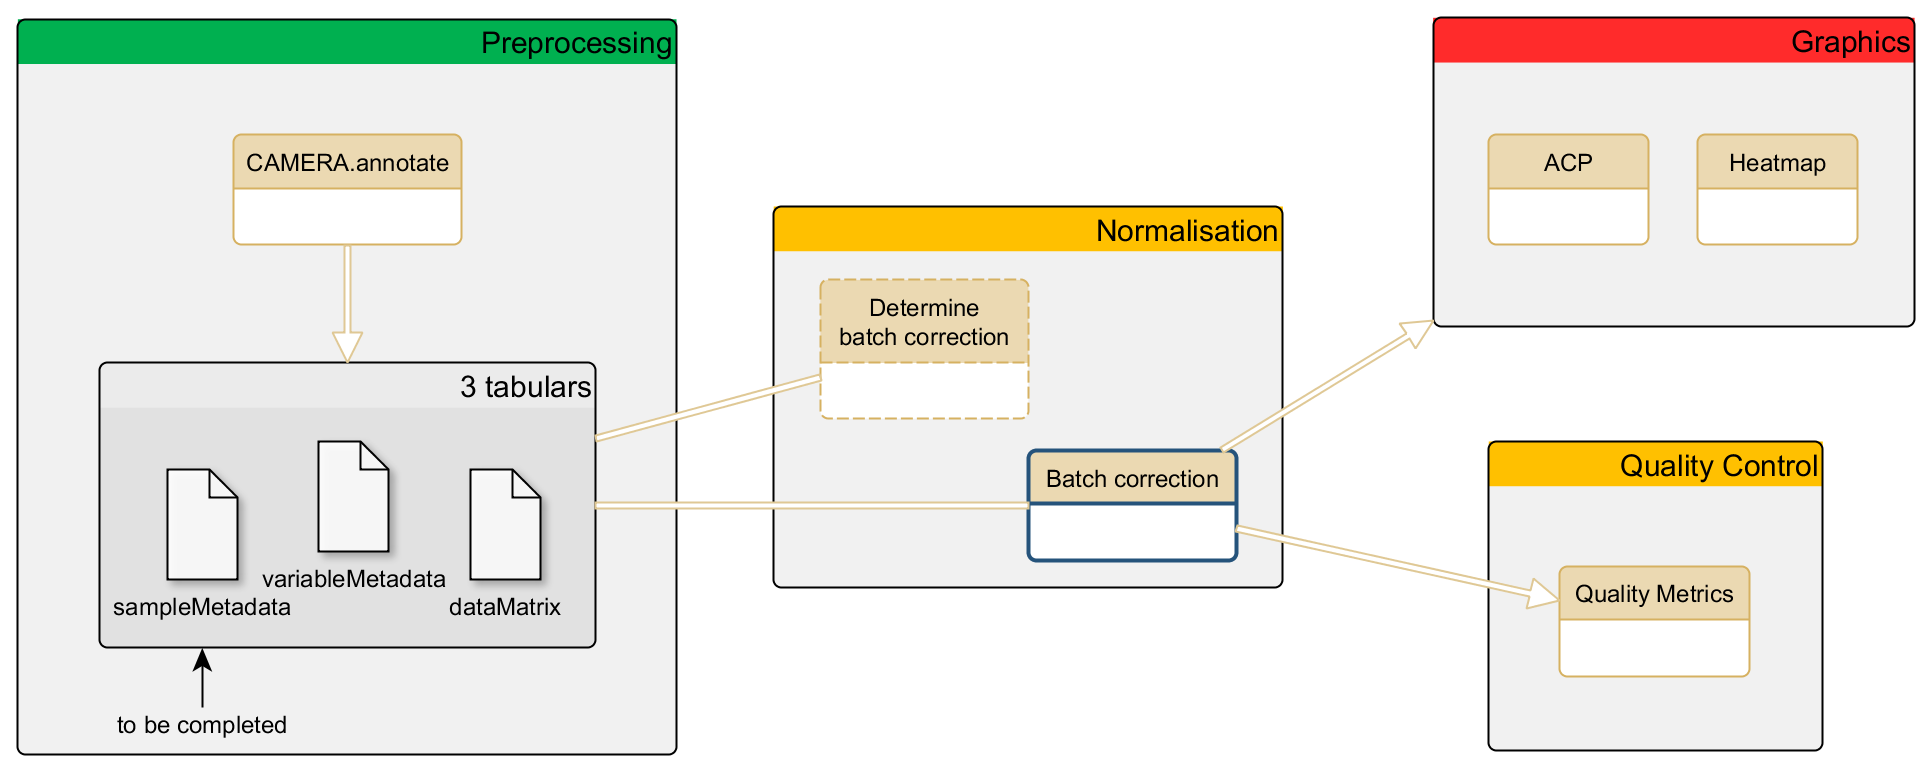 Preprocessing
CAMERA.annotate
3 tabulars
variableMetadata
sampleMetadata
dataMatrix
to be completed
Normalisation
Determine
batch correction
Batch correction
Graphics
ACP
Heatmap
Quality Control
Quality Metrics